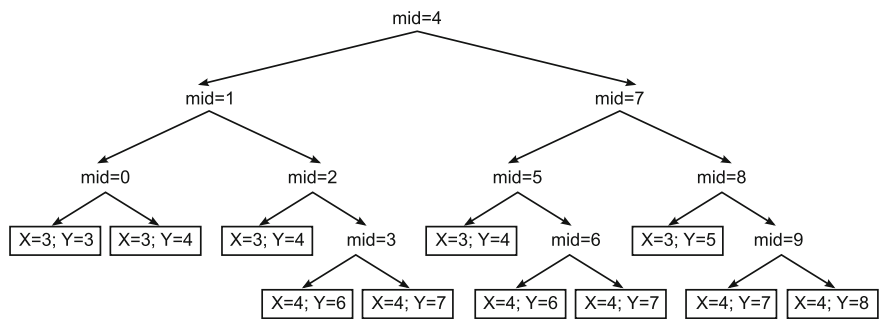 mid=4
mid=1 mid=7
mid=0 mid=2 mid=5 mid=8
X=3; Y=3 X=3; Y=4 X=3; Y=4 mid=3 X=3; Y=4 mid=6 X=3; Y=5 mid=9
X=4; Y=6 X=4; Y=7 X=4; Y=6 X=4; Y=7 X=4; Y=7 X=4; Y=8